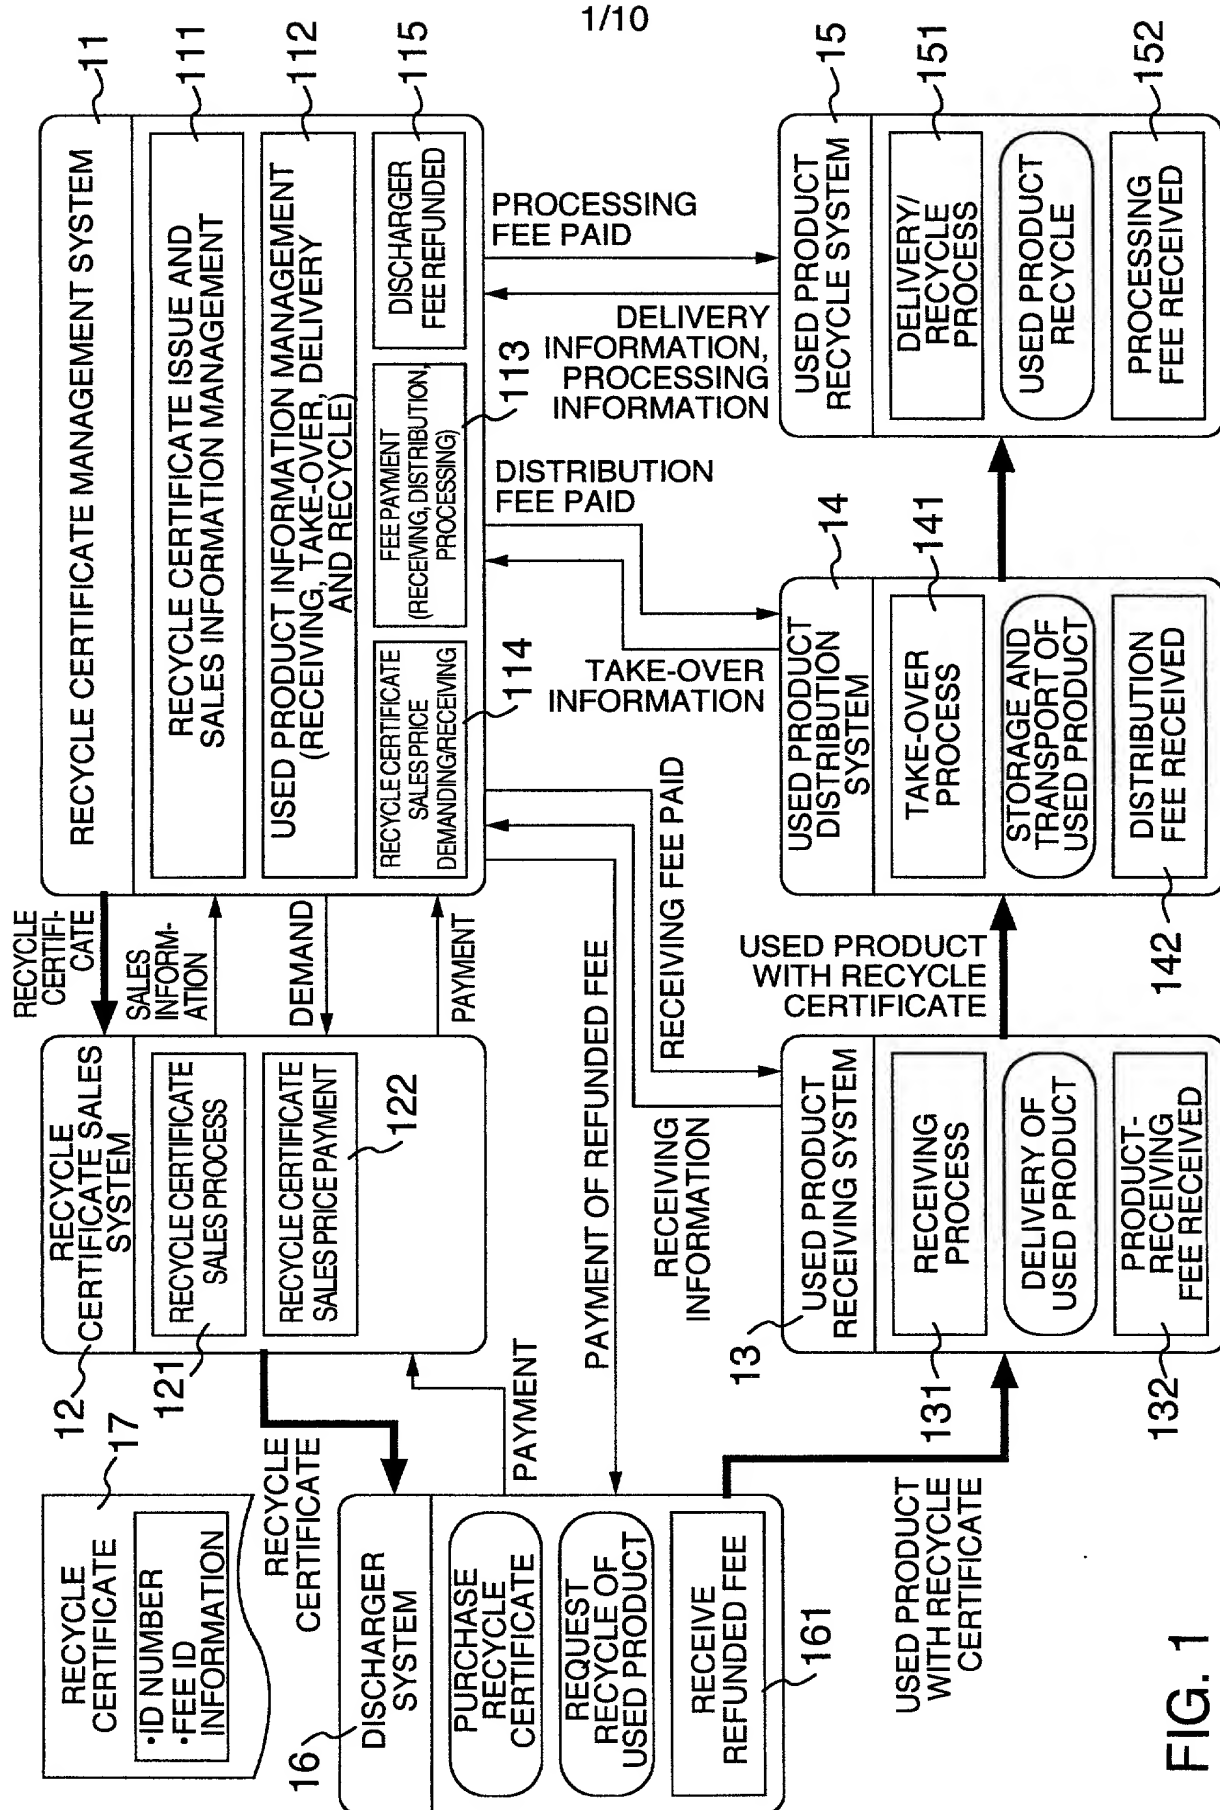 1/10
RECYCLE
CERTIFICATE
17
•ID NUMBER
•FEE ID
INFORMATION
12
RECYCLE
CERTIFICATE SALES
SYSTEM
121
RECYCLE CERTIFICATE
SALES PROCESS
RECYCLE CERTIFICATE
SALES PRICE PAYMENT
122
RECYCLE
CERTIFI-
CATE
SALES
INFORM-
ATION
DEMAND
PAYMENT
RECYCLE CERTIFICATE MANAGEMENT SYSTEM
11
RECYCLE CERTIFICATE ISSUE AND
SALES INFORMATION MANAGEMENT
111
USED PRODUCT INFORMATION MANAGEMENT
(RECEIVING, TAKE-OVER, DELIVERY
AND RECYCLE)
112
RECYCLE CERTIFICATE
SALES PRICE
DEMANDING/RECEIVING
114
FEE PAYMENT
(RECEIVING, DISTRIBUTION,
PROCESSING)
113
DISCHARGER
FEE REFUNDED
115
RECYCLE
CERTIFICATE
PAYMENT
16
DISCHARGER
SYSTEM
PURCHASE
RECYCLE
CERTIFICATE
REQUEST
RECYCLE OF
USED PRODUCT
RECEIVE
REFUNDED FEE
161
PAYMENT OF REFUNDED FEE
RECEIVING
INFORMATION
RECEIVING FEE PAID
TAKE-OVER
INFORMATION
DISTRIBUTION
FEE PAID
DELIVERY
INFORMATION,
PROCESSING
INFORMATION
PROCESSING
FEE PAID
USED PRODUCT
WITH RECYCLE
CERTIFICATE
13
USED PRODUCT
RECEIVING SYSTEM
RECEIVING
PROCESS
131
DELIVERY OF
USED PRODUCT
PRODUCT-
RECEIVING
FEE RECEIVED
132
USED PRODUCT
WITH RECYCLE
CERTIFICATE
USED PRODUCT
DISTRIBUTION
SYSTEM
14
TAKE-OVER
PROCESS
141
STORAGE AND
TRANSPORT OF
USED PRODUCT
DISTRIBUTION
FEE RECEIVED
142
USED PRODUCT
RECYCLE SYSTEM
15
DELIVERY/
RECYCLE
PROCESS
151
USED PRODUCT
RECYCLE
PROCESSING
FEE RECEIVED
152
FIG. 1